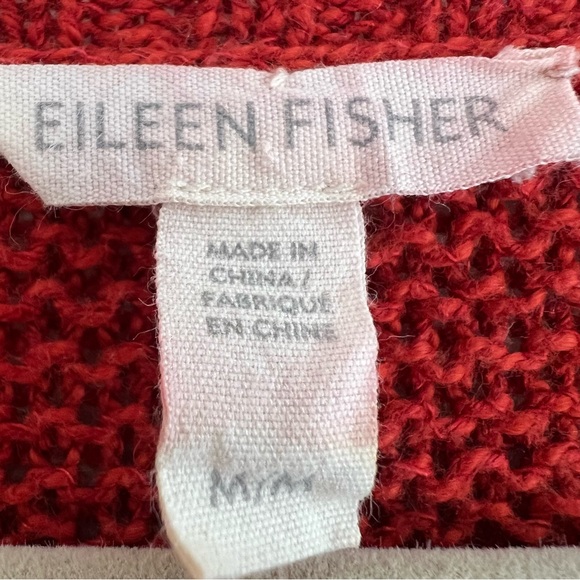 EILEEN FISHER
MADE IN
CHINA/
FABRIQUÉ
EN CHINE
M/M